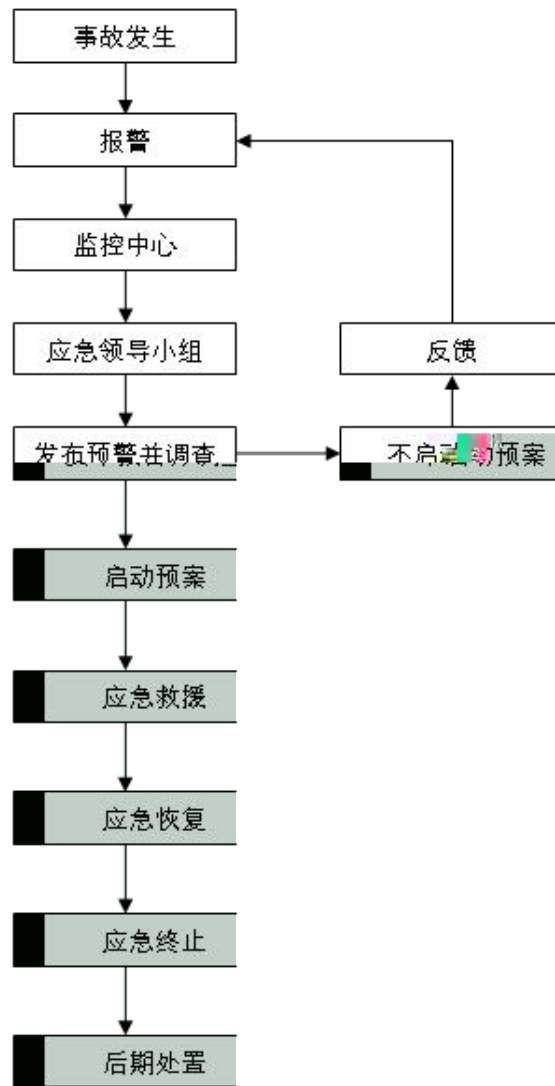 事故发生
报警
监控中心
应急领导小组
反馈
发布预警并调查
不启动预案
启动预案
应急救援
应急恢复
应急终止
后期处置